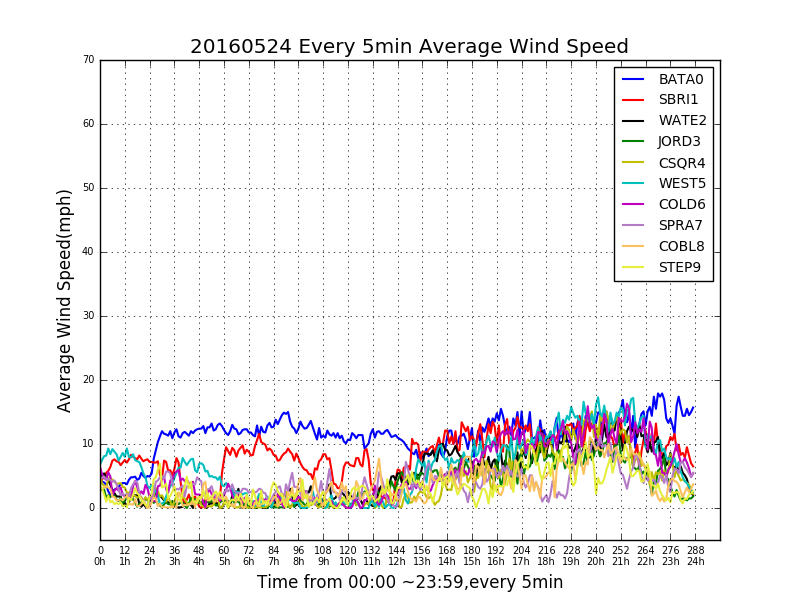 20160524 Every 5min Average Wind Speed
70
60
50
40
30
20
10
0
Average Wind Speed(mph)
BATA0
SBRI1
WATE2
JORD3
CSQR4
WEST5
COLD6
SPRA7
COBL8
STEP9
0 12 24 36 48 60 72 84 96 108 120 132 144 156 168 180 192 204 216 228 240 252 264 276 288
0h 1h 2h 3h 4h 5h 6h 7h 8h 9h 10h 11h 12h 13h 14h 15h 16h 17h 18h 19h 20h 21h 22h 23h 24h
Time from 00:00 ~23:59,every 5min